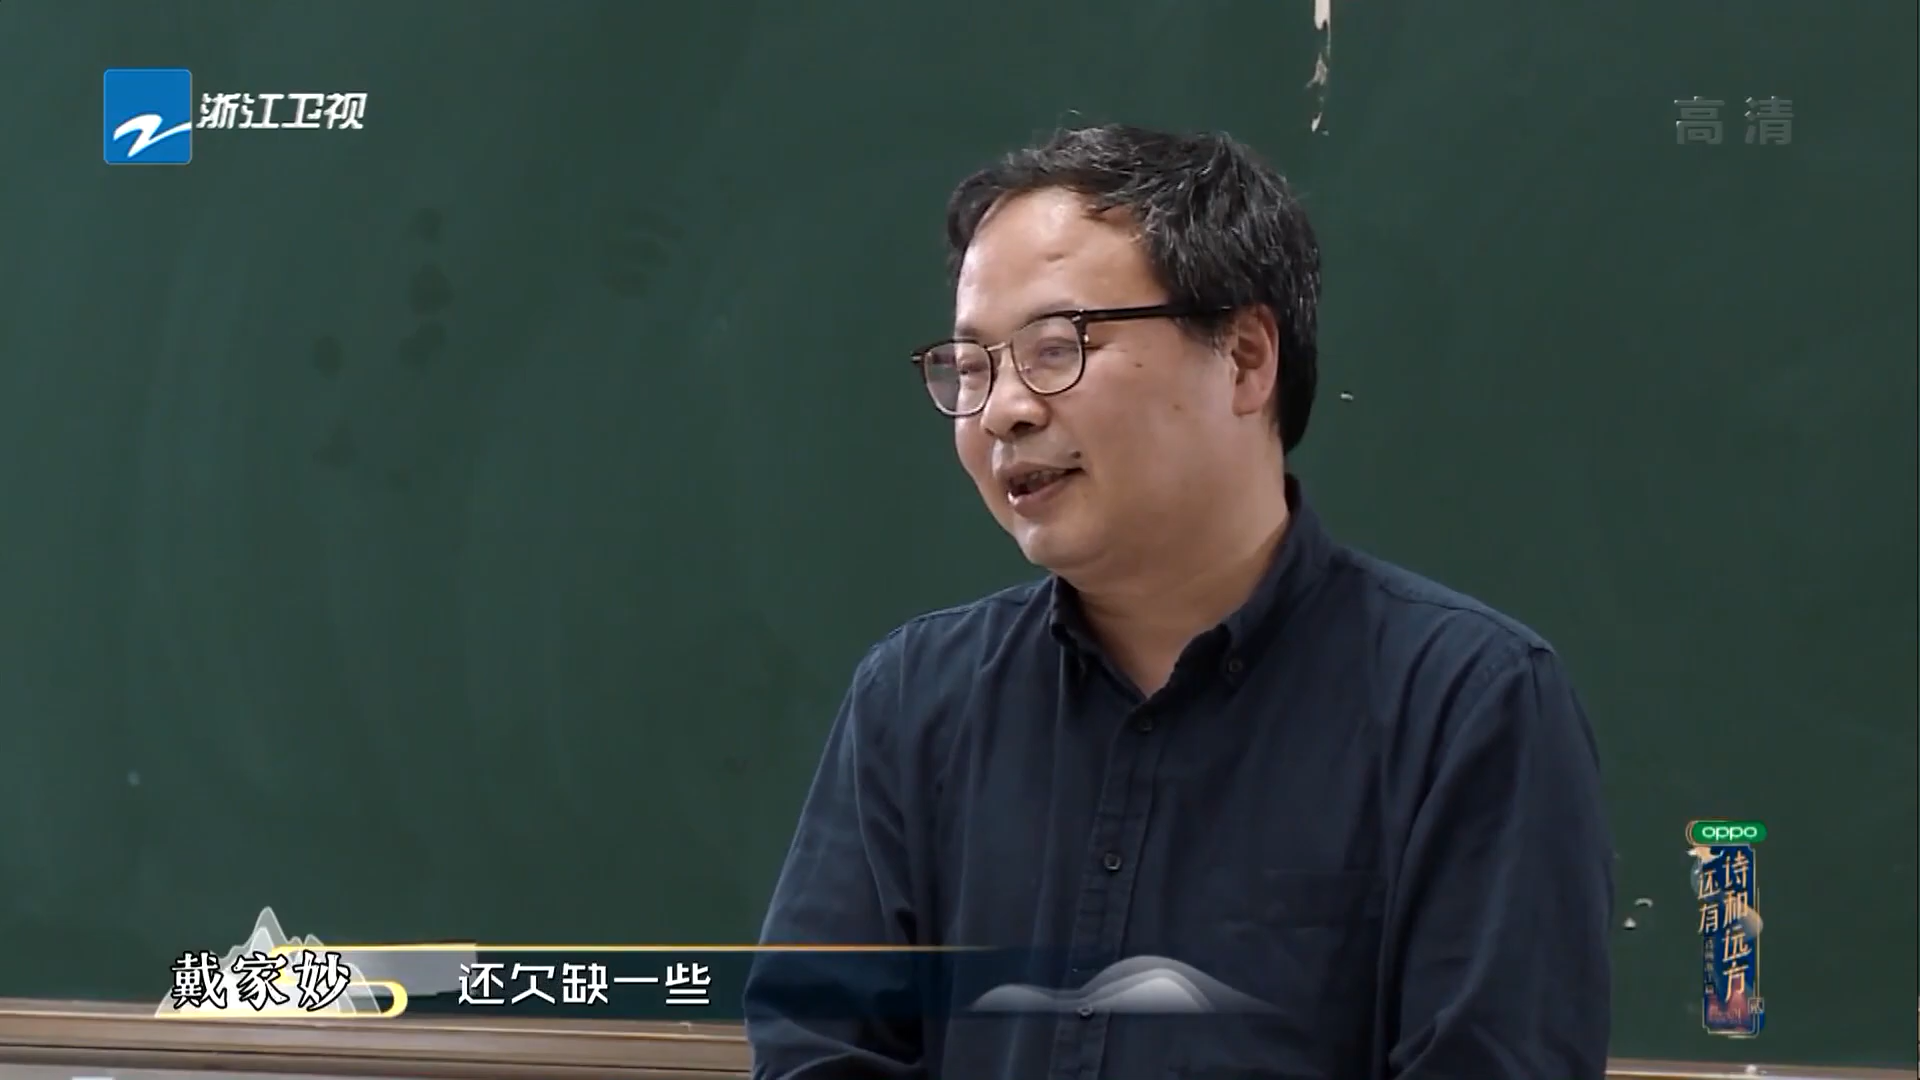 浙江卫视
高清
oppo
还有
诗和远方
戴家妙
还欠缺一些